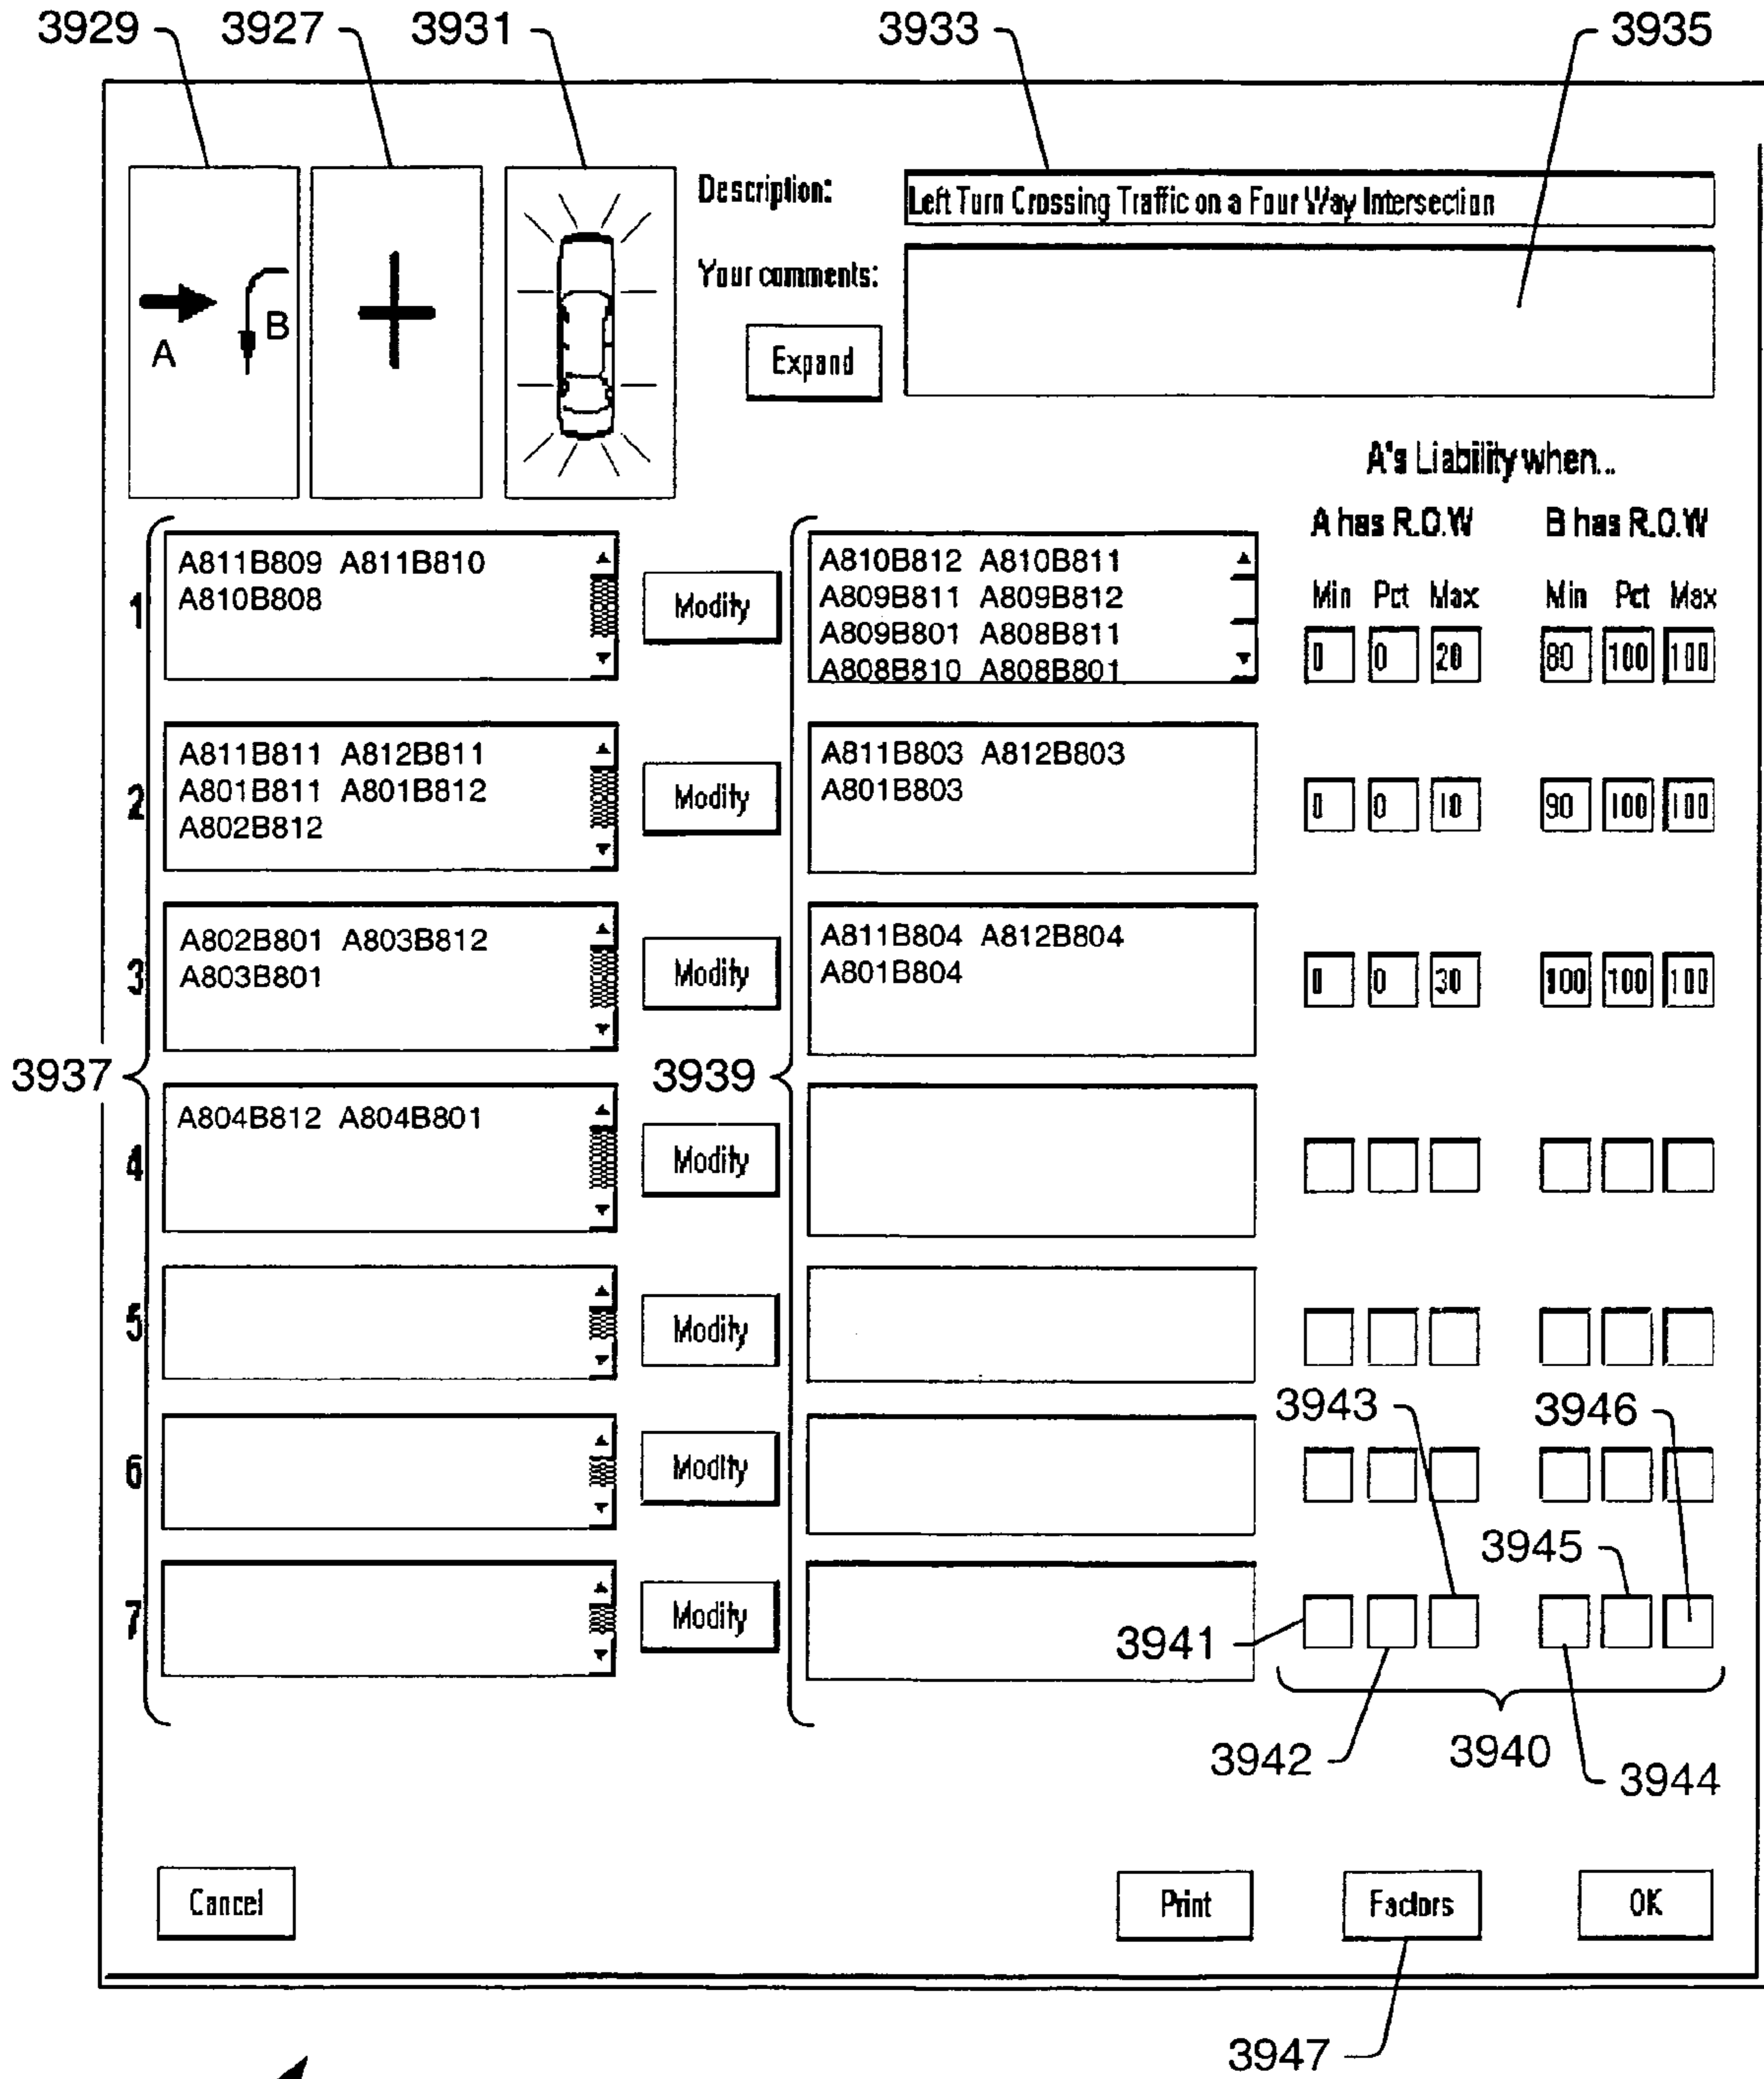 3929 3927 3931 3933 3935
Description:
Left Turn Crossing Traffic on a Four Way Intersection
Your comments:
A B
Expand
A's Liability when...
A has R.O.W B has R.O.W
Min Pct Max Min Pct Max
1
A811B809 A811B810
A810B808
Modify
A810B812 A810B811
A809B811 A809B812
A809B801 A808B811
A808B810 A808B801
0 0 20 80 100 100
2
A811B811 A812B811
A801B811 A801B812
A802B812
Modify
A811B803 A812B803
A801B803
0 0 10 90 100 100
3
A802B801 A803B812
A803B801
Modify
A811B804 A812B804
A801B804
0 0 30 100 100 100
3937 3939
4
A804B812 A804B801
Modify
5
Modify
3943 3946
6
Modify
3945
7
Modify
3941
3942 3940 3944
Cancel Print Factors OK
3947